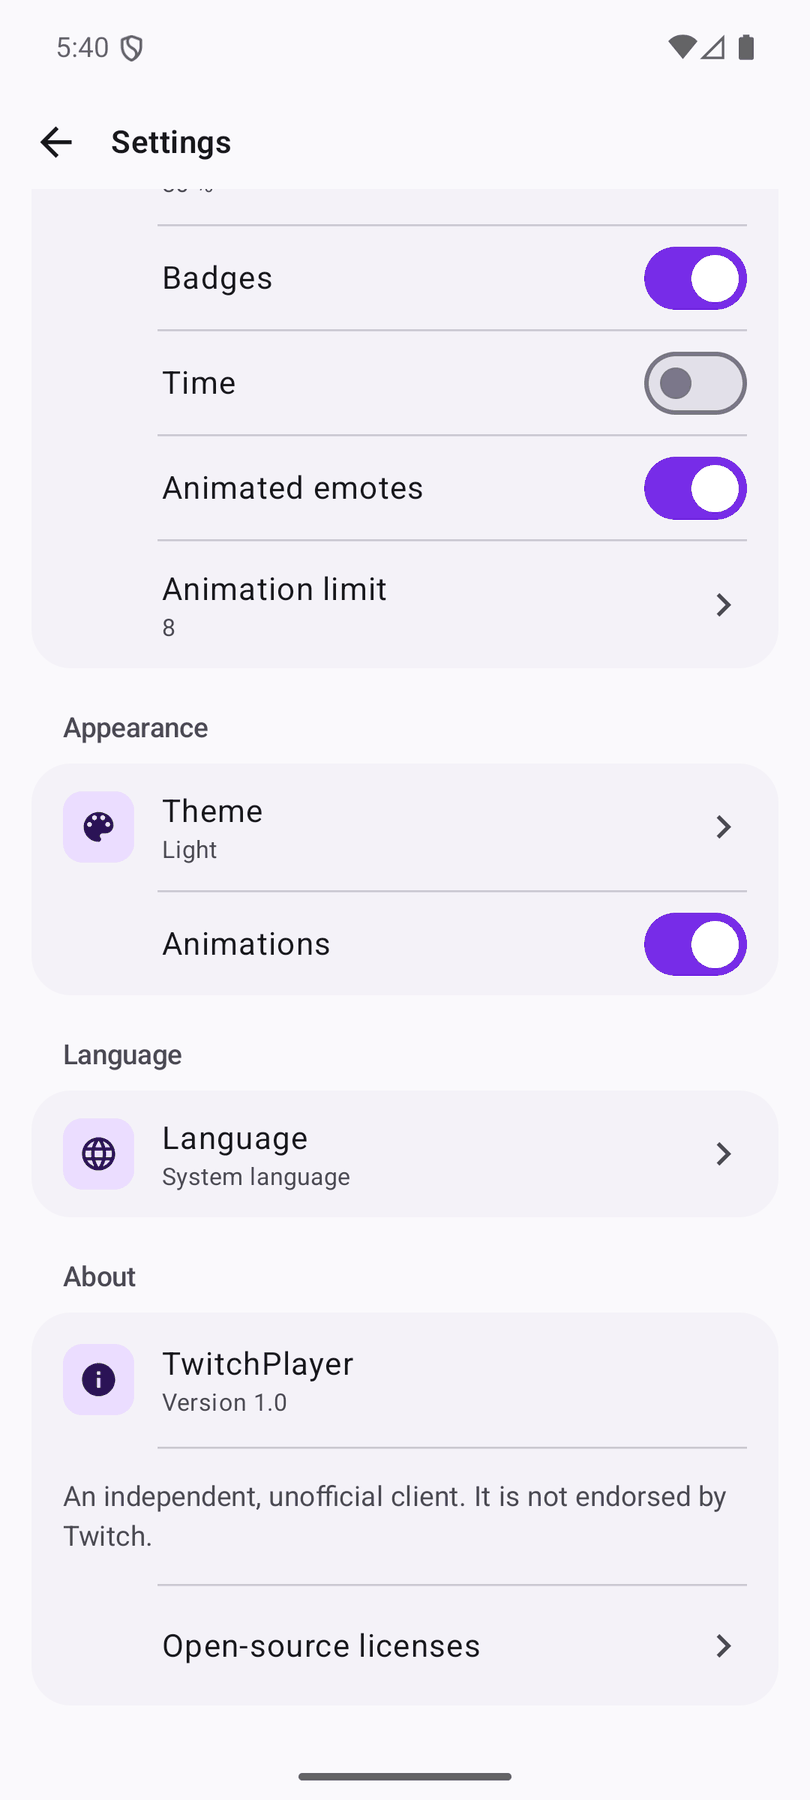 5:40
Settings
Badges
Time
Animated emotes
Animation limit
8
Appearance
Theme
Light
Animations
Language
Language
System language
About
TwitchPlayer
Version 1.0
An independent, unofficial client. It is not endorsed by
Twitch.
Open-source licenses